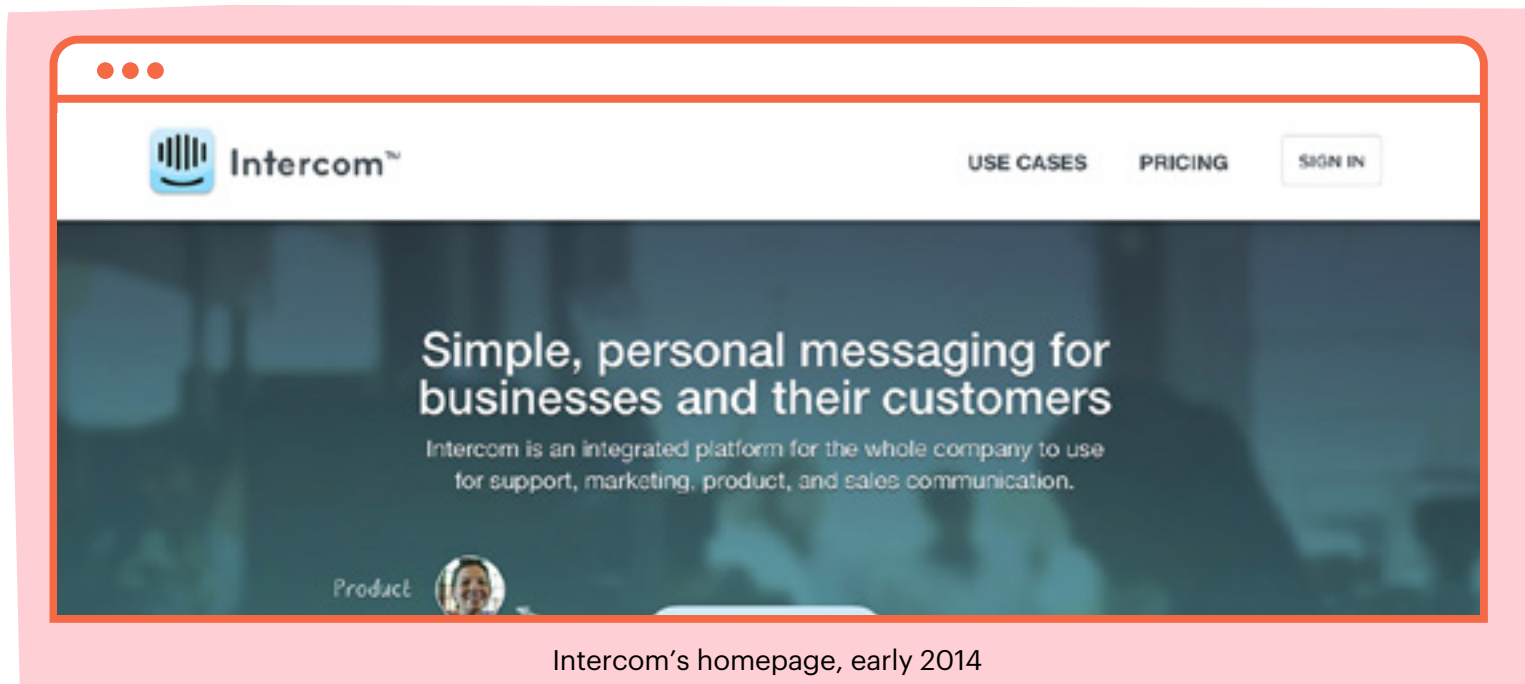 Intercom™
USE CASES
PRICING
SIGN IN
Simple, personal messaging for
businesses and their customers
Intercom is an integrated platform for the whole company to use
for support, marketing, product, and sales communication.
Product
Intercom’s homepage, early 2014